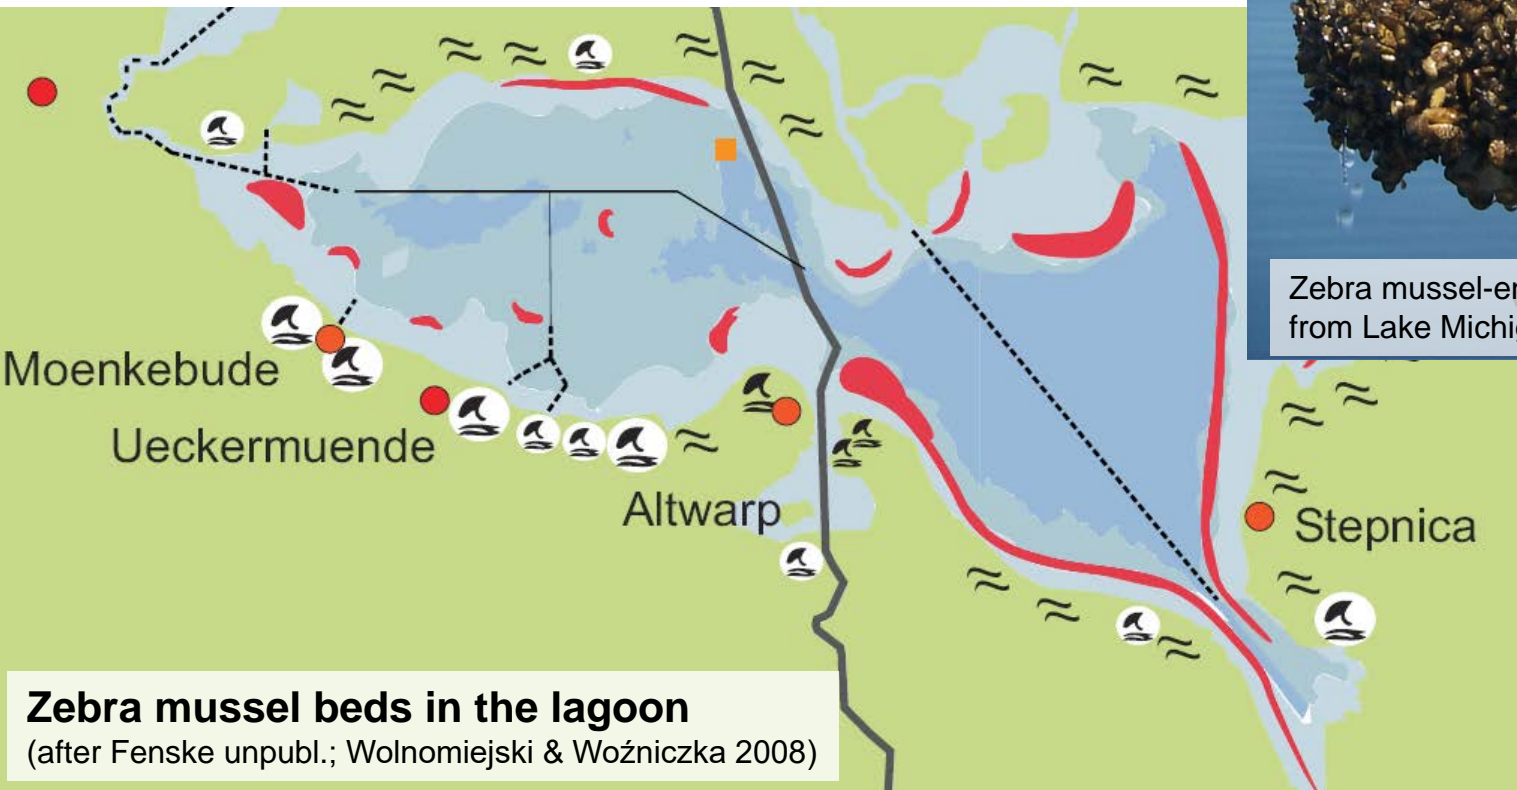 Zebra mussel-er
from Lake Michig
Moenkebude
Ueckermuende
Altwarp
Stepnica
Zebra mussel beds in the lagoon
(after Fenske unpubl.; Wolnomiejski & Woźniczka 2008)